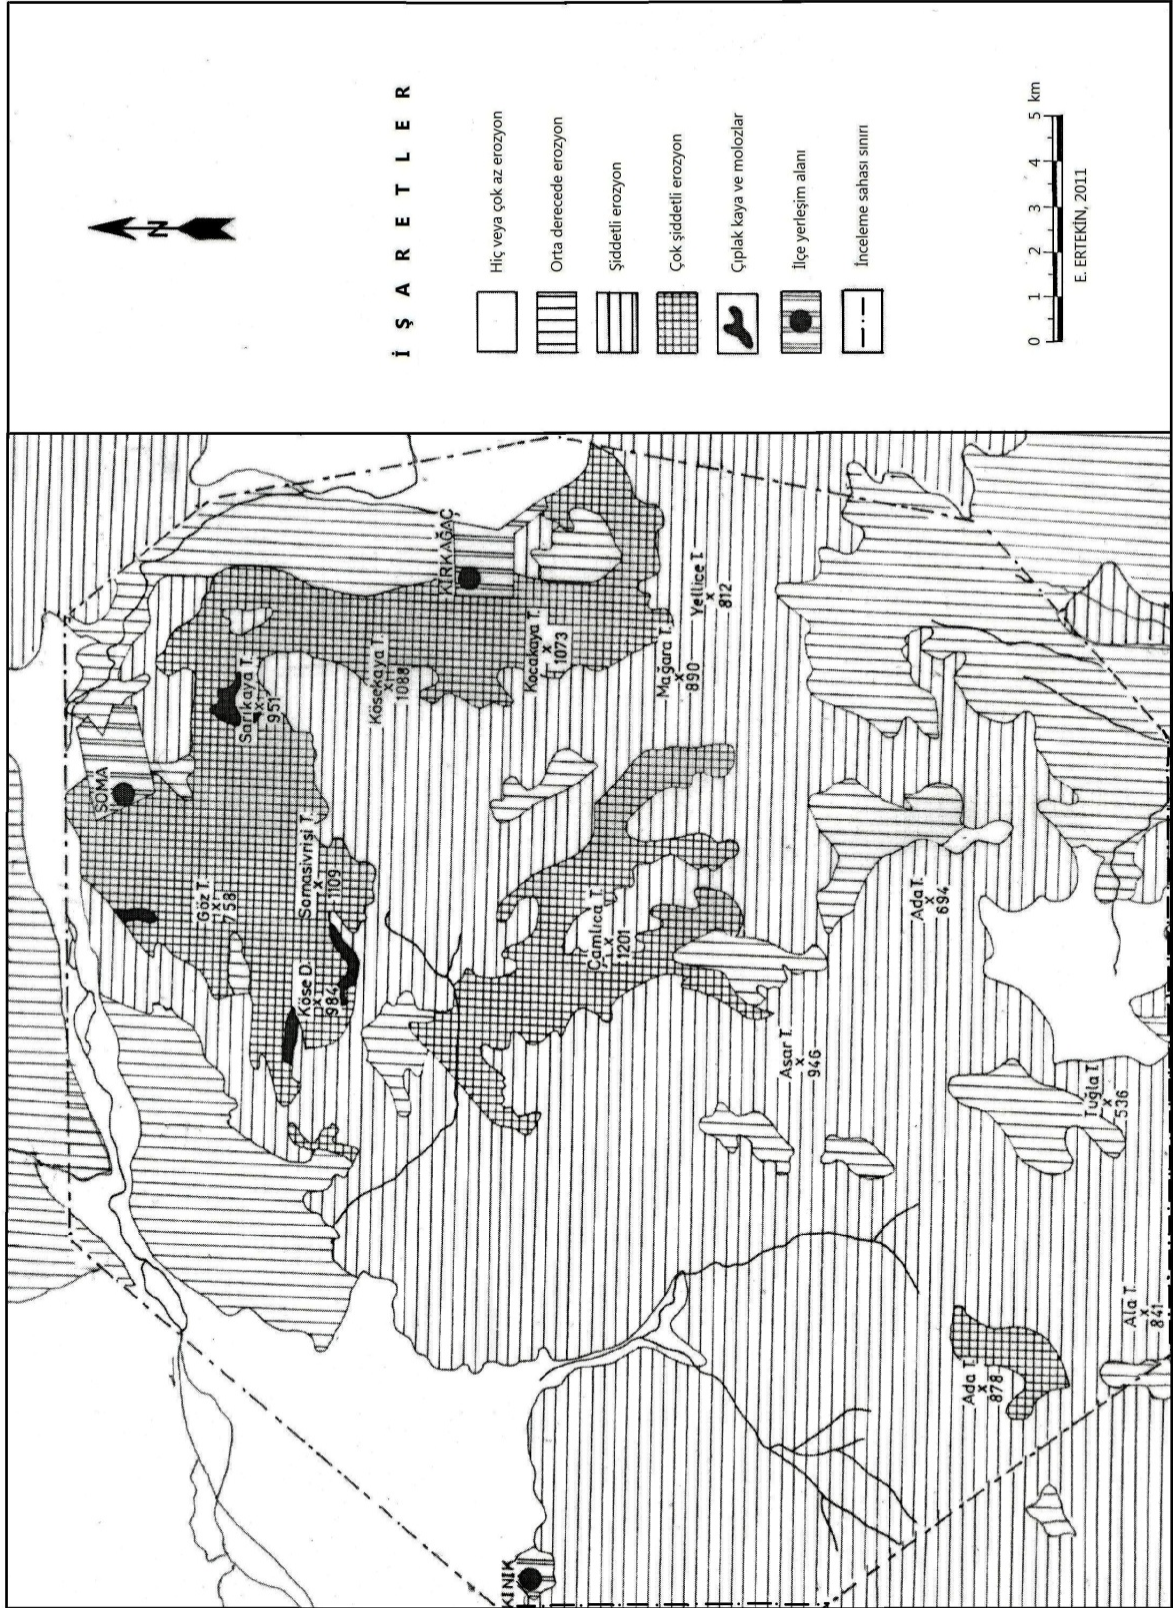 İŞARETLER
Hiç veya çok az erozyon
Orta derecede erozyon
Şiddetli erozyon
Çok şiddetli erozyon
Çıplak kaya ve molozlar
İlçe yerleşim alanı
İnceleme sahası sınırı
0 1 2 3 4 5 km
E. ERTEKİN, 2011
N
SOMA
KIRKAĞAÇ
KINIK
Göz T.
x
758
Sarıkaya T.
x
951
Köse D.
x
984
Somasivrisi T.
x
1109
Kösekaya T.
x
1088
Kocakaya T.
x
1073
Çamlıca T.
x
1201
Mağara T.
x
890
Yellice T.
x
812
Asar T.
x
946
Ada T.
x
694
Ada T.
x
878
Tuğla T.
x
536
Ala T.
x
841